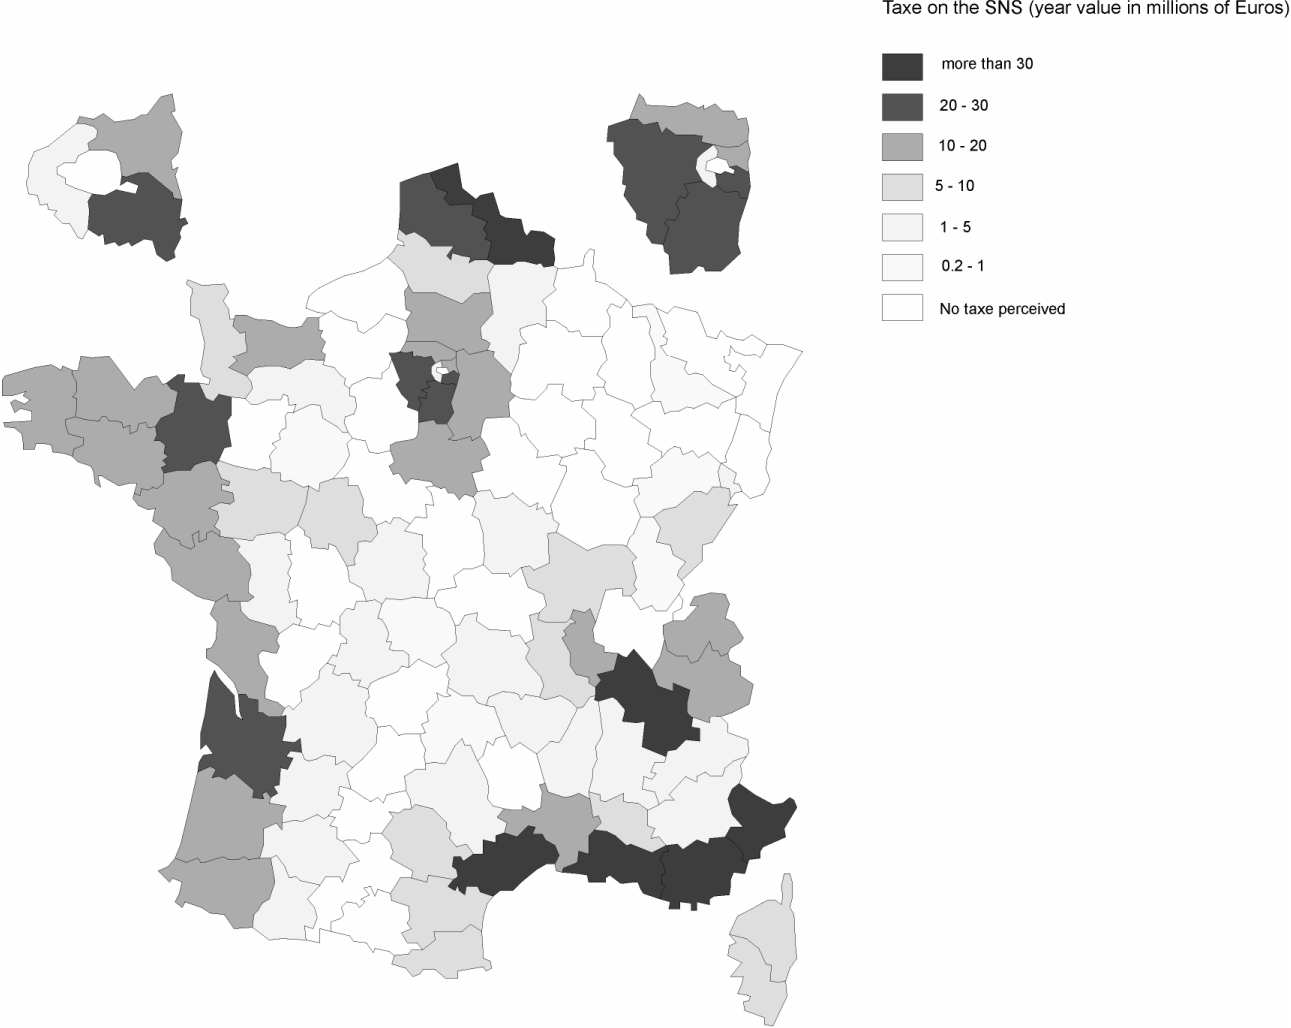 Taxe on the SNS (year value in millions of Euros)
more than 30
20 - 30
10 - 20
5 - 10
1 - 5
0.2 - 1
No taxe perceived